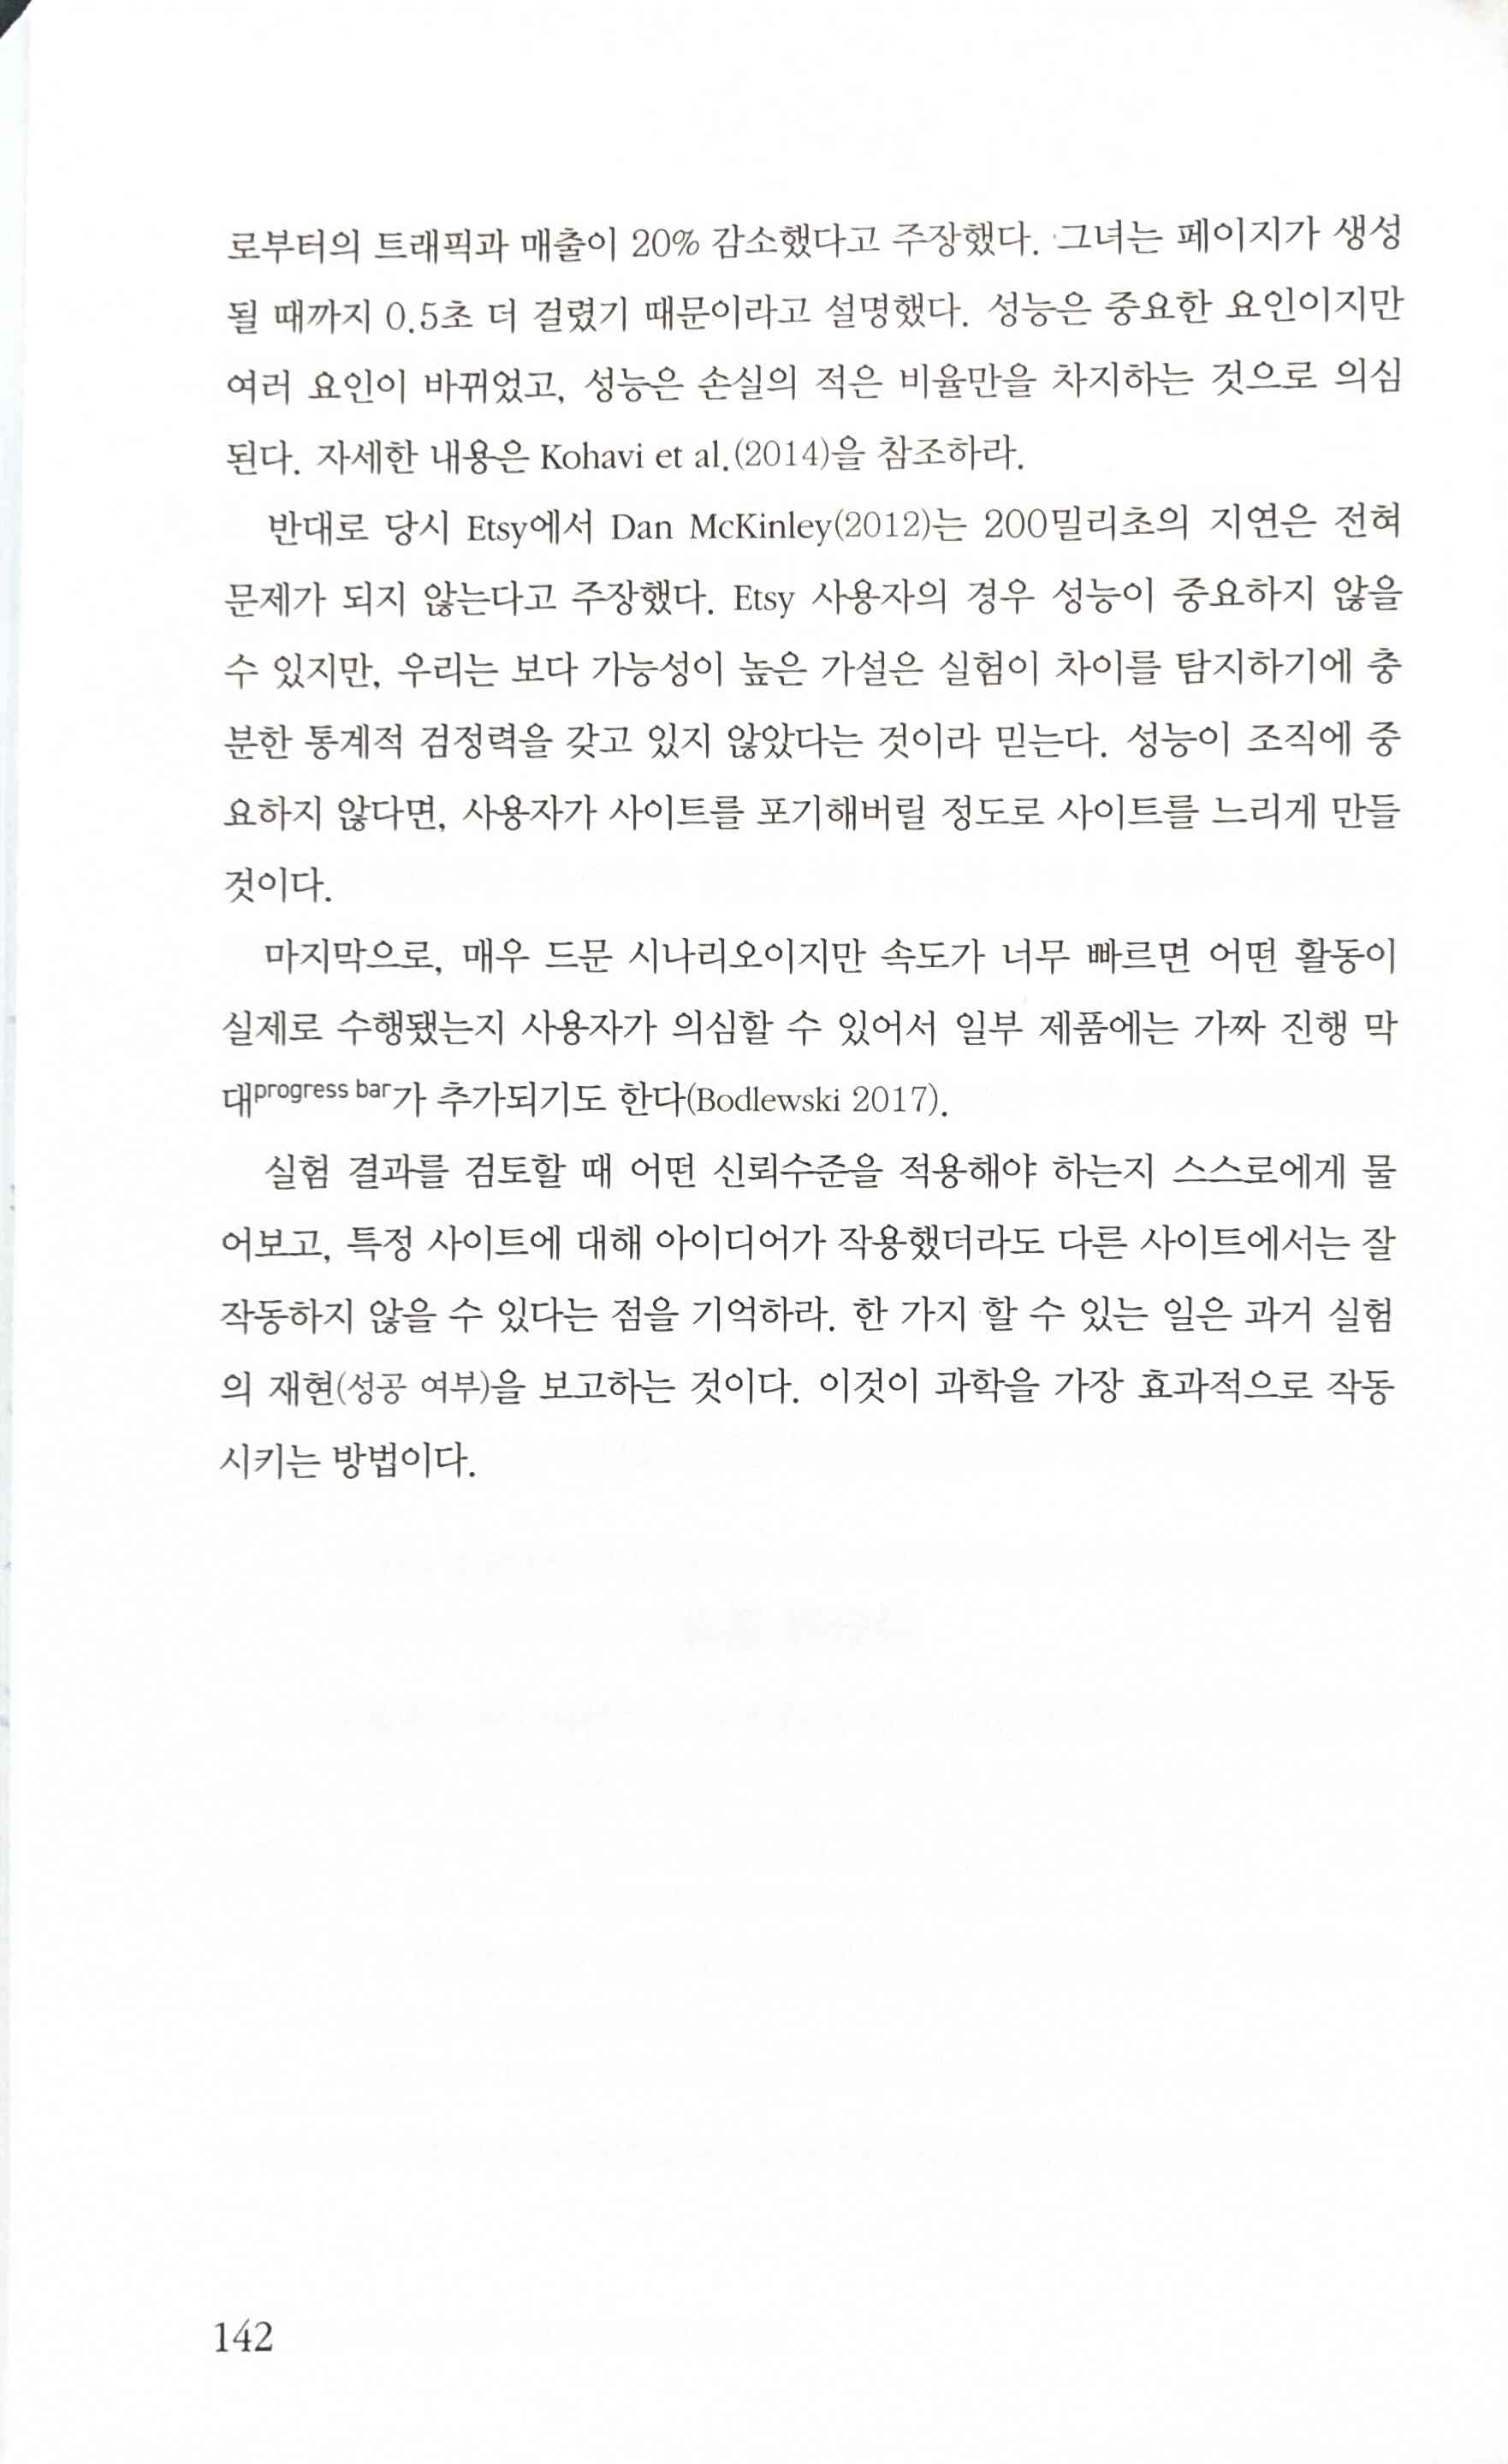 로부터의 트래픽과 매출이 20% 감소했다고 주장했다. 그녀는 페이지가 생성
될 때까지 0.5초 더 걸렸기 때문이라고 설명했다. 성능은 중요한 요인이지만
여러 요인이 바뀌었고, 성능은 손실의 적은 비율만을 차지하는 것으로 의심
된다. 자세한 내용은 Kohavi et al.(2014)을 참조하라.
반대로 당시 Etsy에서 Dan McKinley(2012)는 200밀리초의 지연은 전혀
문제가 되지 않는다고 주장했다. Etsy 사용자의 경우 성능이 중요하지 않을
수 있지만, 우리는 보다 가능성이 높은 가설은 실험이 차이를 탐지하기에 충
분한 통계적 검정력을 갖고 있지 않았다는 것이라 믿는다. 성능이 조직에 중
요하지 않다면, 사용자가 사이트를 포기해버릴 정도로 사이트를 느리게 만들
것이다.
마지막으로, 매우 드문 시나리오이지만 속도가 너무 빠르면 어떤 활동이
실제로 수행됐는지 사용자가 의심할 수 있어서 일부 제품에는 가짜 진행 막
대progress bar가 추가되기도 한다(Bodlewski 2017).
실험 결과를 검토할 때 어떤 신뢰수준을 적용해야 하는지 스스로에게 물
어보고, 특정 사이트에 대해 아이디어가 작용했더라도 다른 사이트에서는 잘
작동하지 않을 수 있다는 점을 기억하라. 한 가지 할 수 있는 일은 과거 실험
의 재현(성공 여부)을 보고하는 것이다. 이것이 과학을 가장 효과적으로 작동
시키는 방법이다.
142